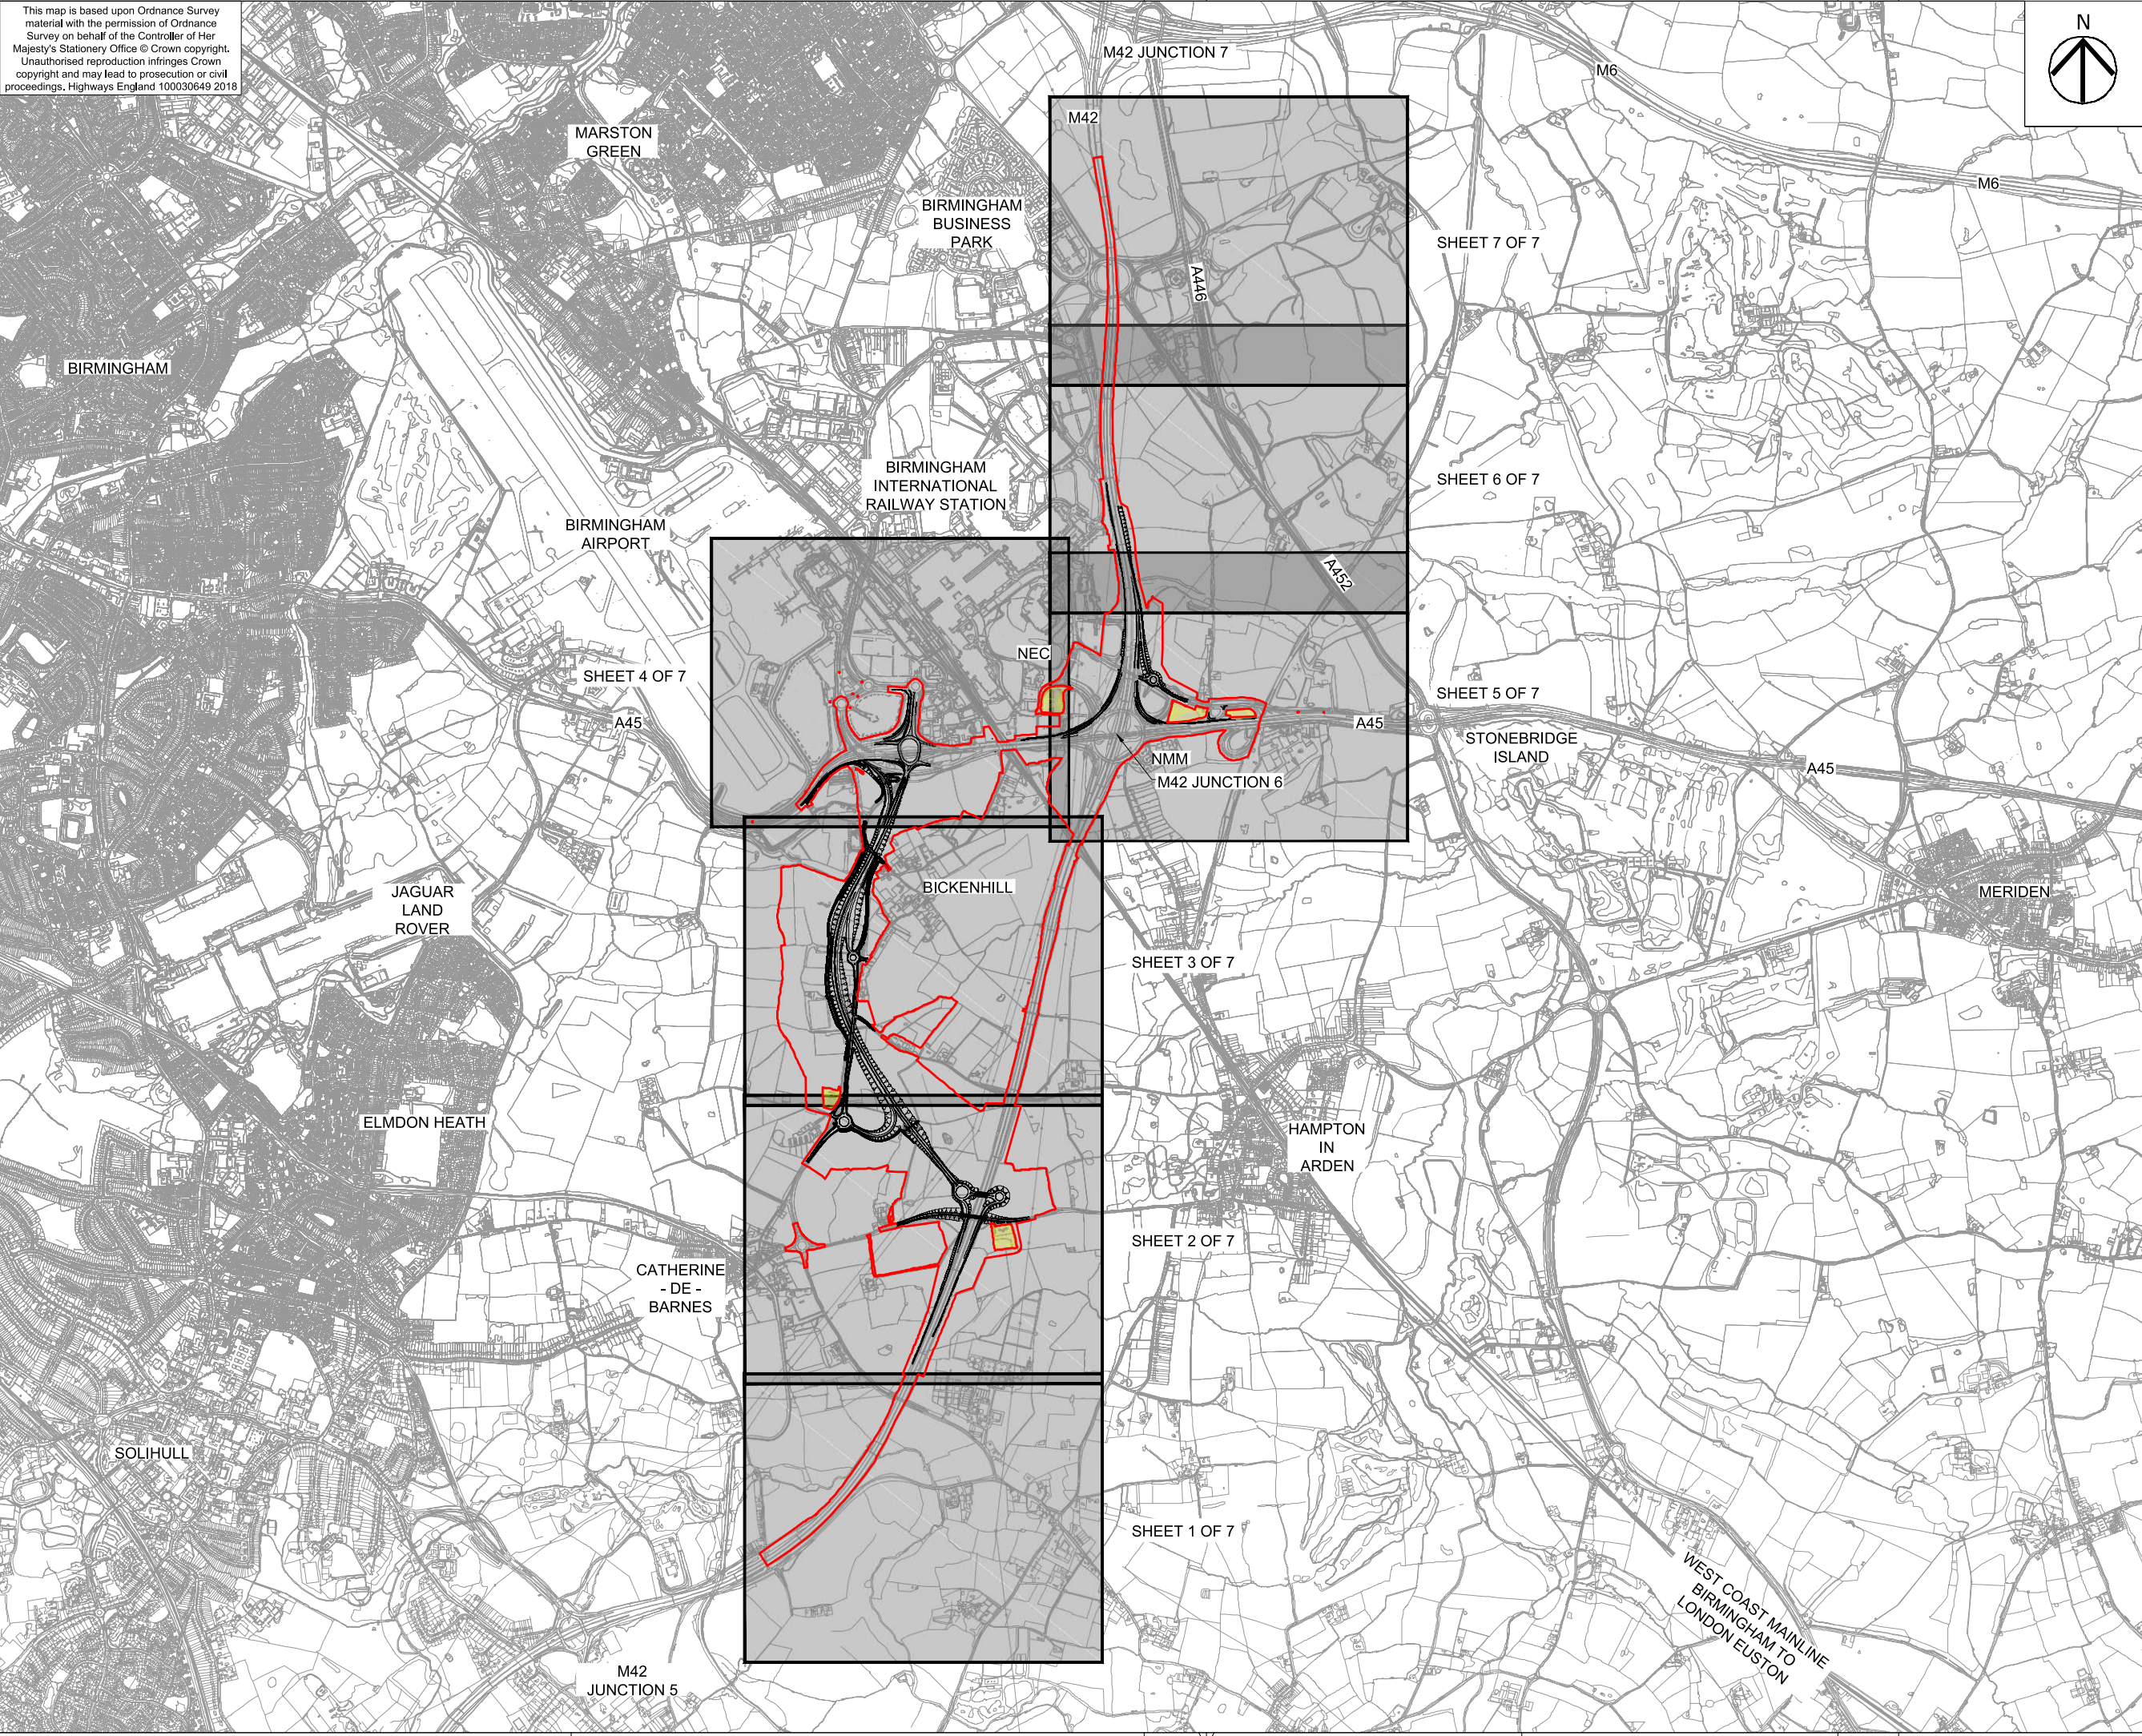 This map is based upon Ordnance Survey
material with the permission of Ordnance
Survey on behalf of the Controller of Her
Majesty's Stationery Office © Crown copyright.
Unauthorised reproduction infringes Crown
copyright and may lead to prosecution or civil
proceedings. Highways England 100030649 2018
N
M42 JUNCTION 7
M6
M42
MARSTON
GREEN
M6
BIRMINGHAM
BUSINESS
PARK
SHEET 7 OF 7
A446
BIRMINGHAM
BIRMINGHAM
INTERNATIONAL
RAILWAY STATION
SHEET 6 OF 7
BIRMINGHAM
AIRPORT
A452
NEC
SHEET 4 OF 7
SHEET 5 OF 7
A45
A45
STONEBRIDGE
ISLAND
NMM
A45
M42 JUNCTION 6
JAGUAR
LAND
ROVER
BICKENHILL
MERIDEN
SHEET 3 OF 7
ELMDON HEATH
HAMPTON
IN
ARDEN
SHEET 2 OF 7
CATHERINE
- DE -
BARNES
SOLIHULL
SHEET 1 OF 7
WEST COAST MAINLINE
BIRMINGHAM TO
LONDON EUSTON
M42
JUNCTION 5